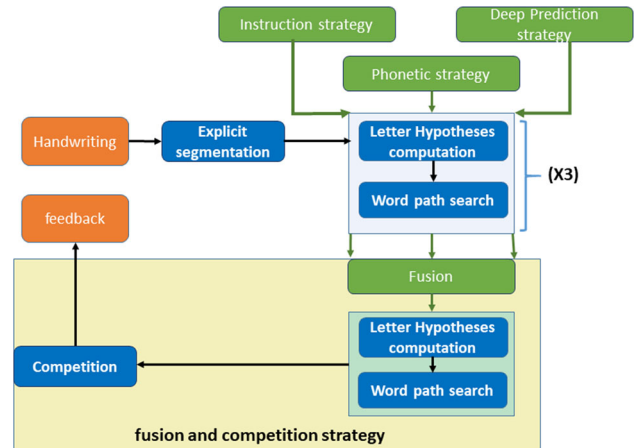 Instruction strategy
Deep Prediction
strategy
Phonetic strategy
Handwriting
Explicit
segmentation
Letter Hypotheses
computation
(X3)
Word path search
feedback
Fusion
Letter Hypotheses
computation
Competition
Word path search
fusion and competition strategy